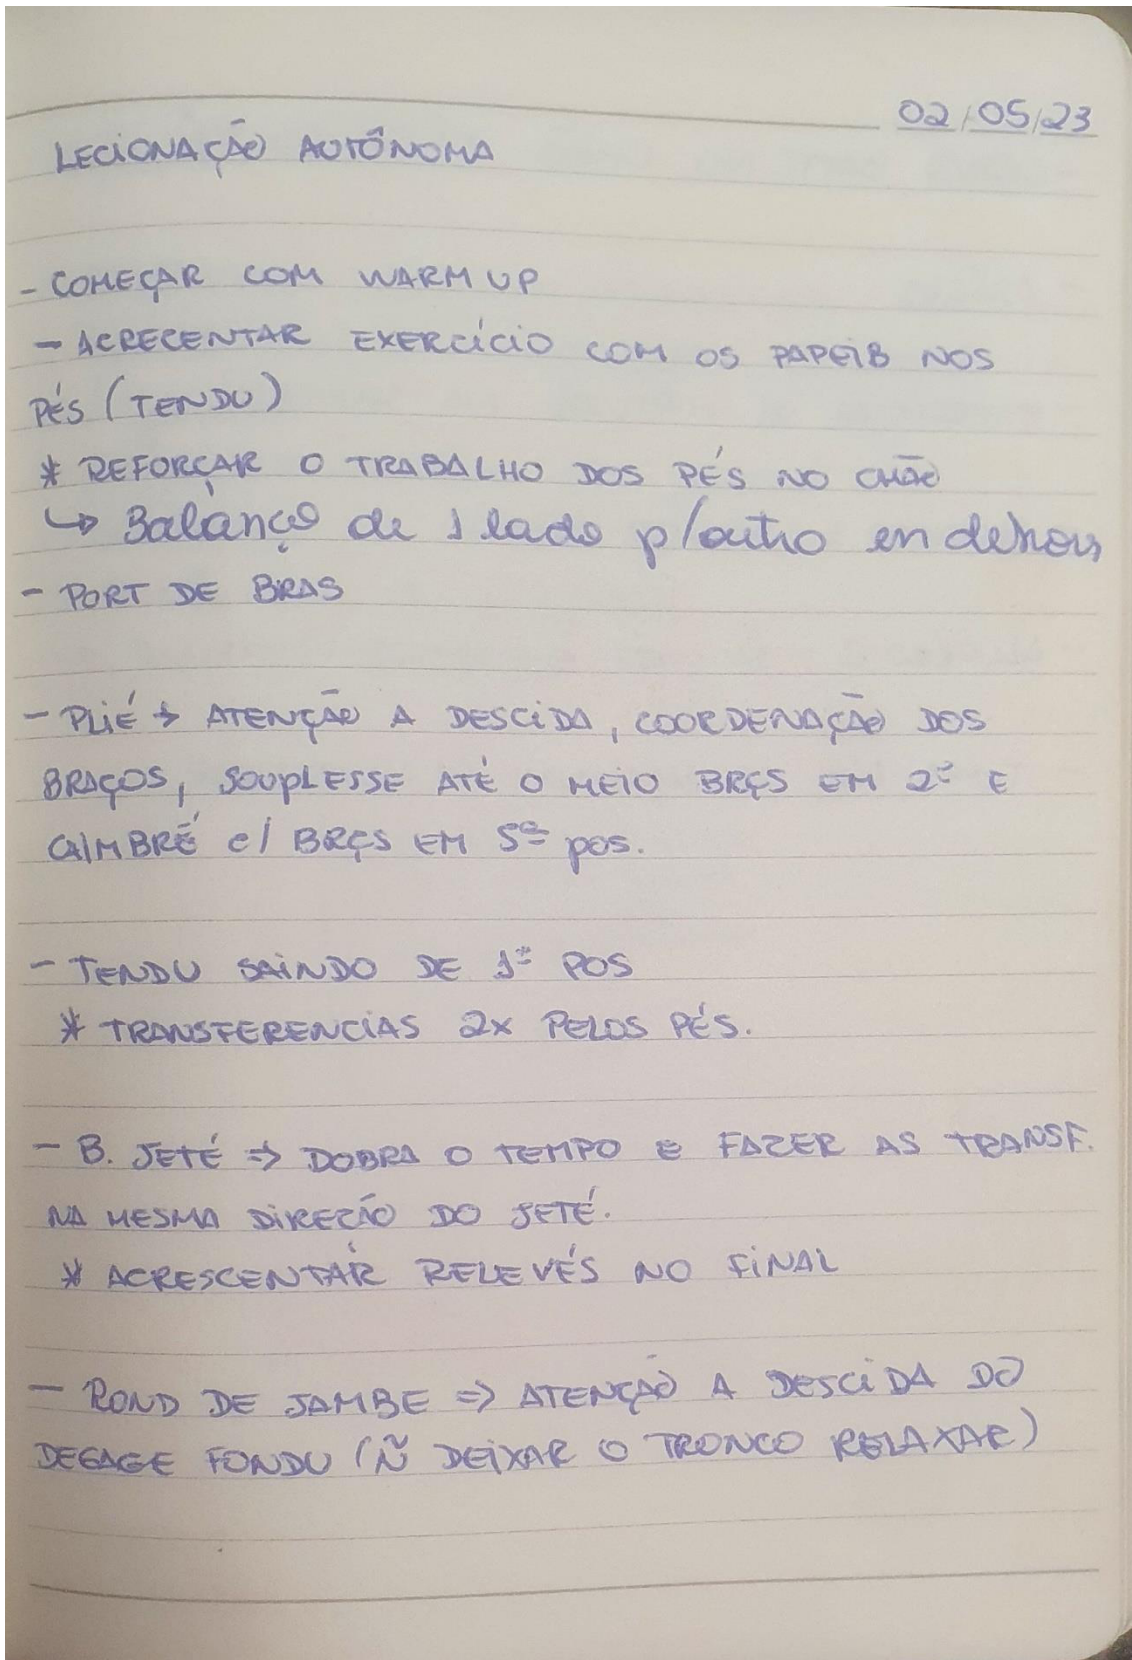 02/05/23
LECIONAÇÃO AUTÔNOMA
- COMEÇAR COM WARM UP
- ACRECENTAR EXERCÍCIO COM OS PAPEIS NOS
PÉS (TENDU)
* REFORÇAR O TRABALHO DOS PÉS NO CHÃO
↳ Balanço de 1 lado p/outro en dehors
- PORT DE BRAS
- PLIÉ → ATENÇÃO A DESCIDA, COORDENAÇÃO DOS
BRAÇOS, SOUPLESSE ATÉ O MEIO BRÇS EM 2ª E
CAMBRÉ c/ BRÇS EM 5ª pos.
- TENDU SAINDO DE 1ª POS
* TRANSFERENCIAS 2X PELOS PÉS.
- B. JETÉ ⇒ DOBRA O TEMPO E FAZER AS TRANSF.
NA MESMA DIREÇÃO DO JETÉ.
* ACRESCENTAR RELEVÉS NO FINAL
- ROND DE JAMBE ⇒ ATENÇÃO A DESCIDA DO
DEGAGE FONDU (Ñ DEIXAR O TRONCO RELAXAR)